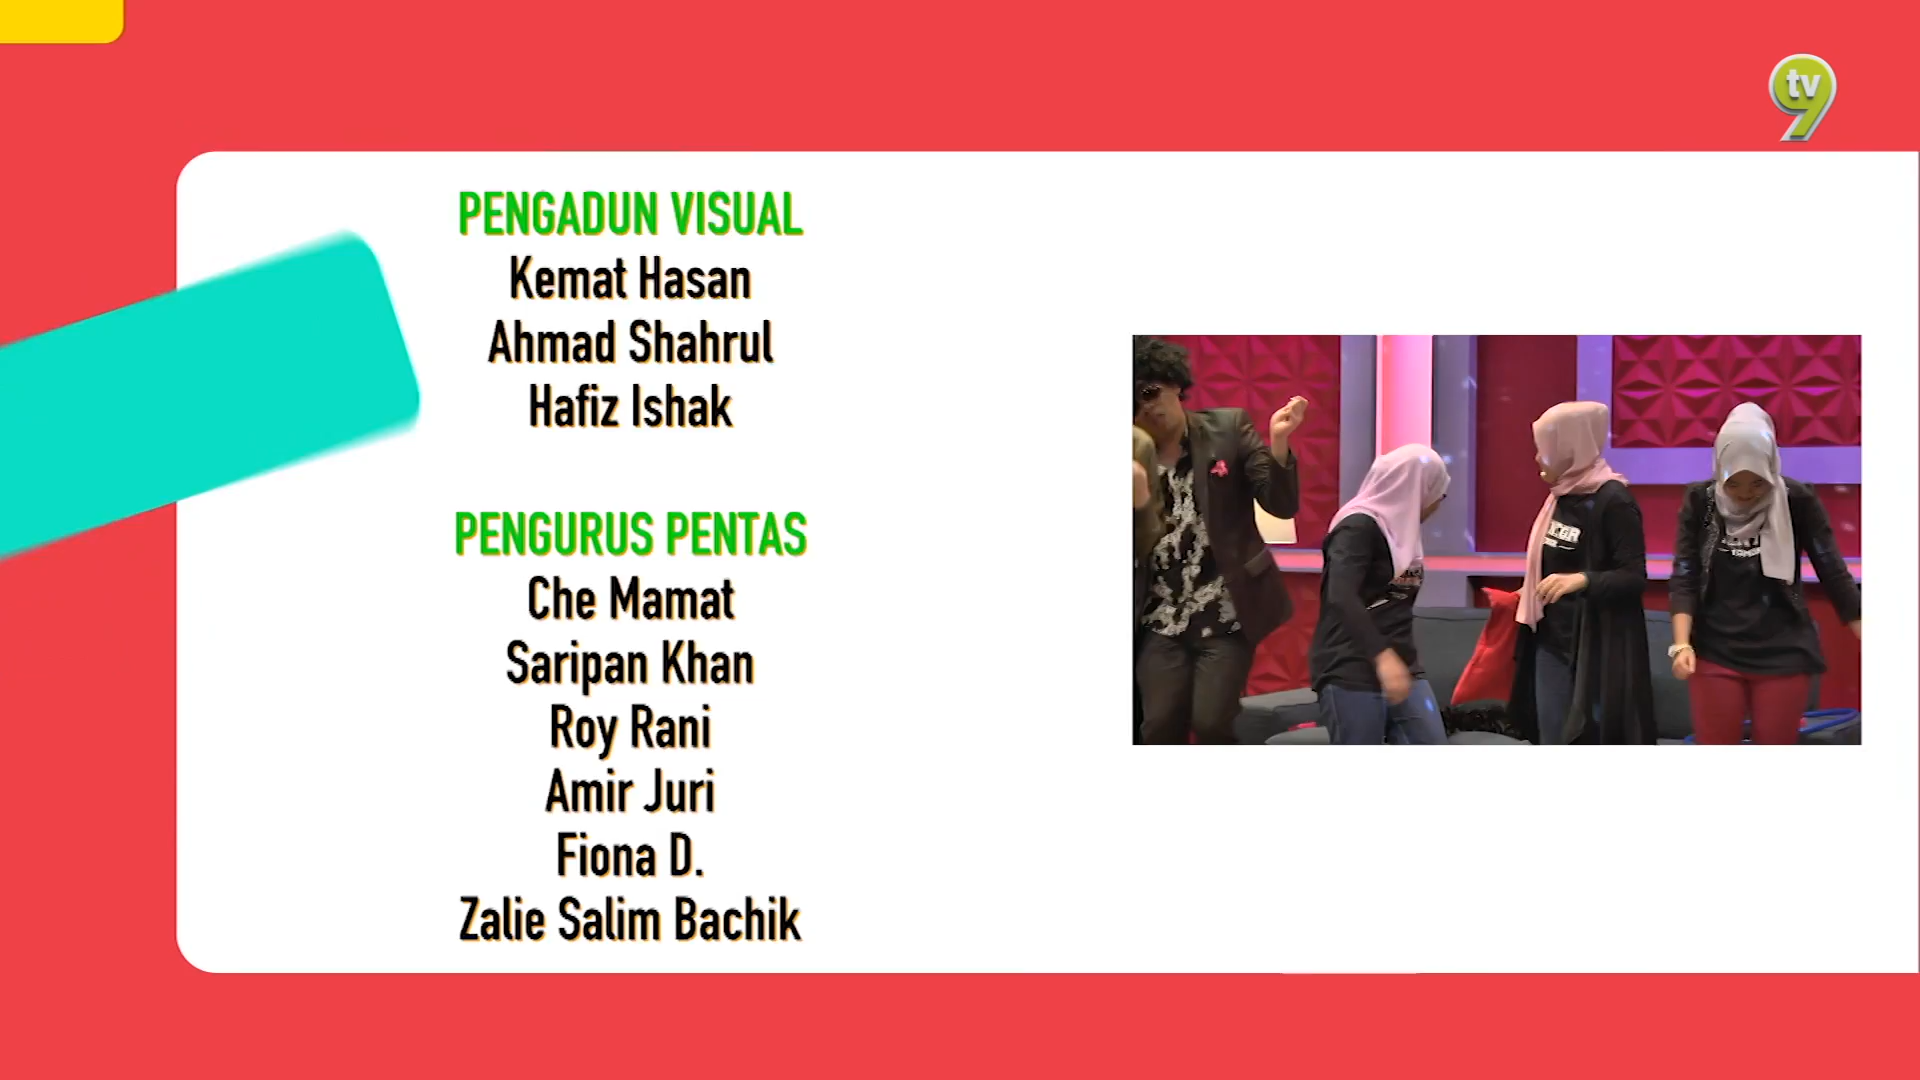 tv9
PENGADUN VISUAL
Kemat Hasan
Ahmad Shahrul
Hafiz Ishak
PENGURUS PENTAS
Che Mamat
Saripan Khan
Roy Rani
Amir Juri
Fiona D.
Zalie Salim Bachik